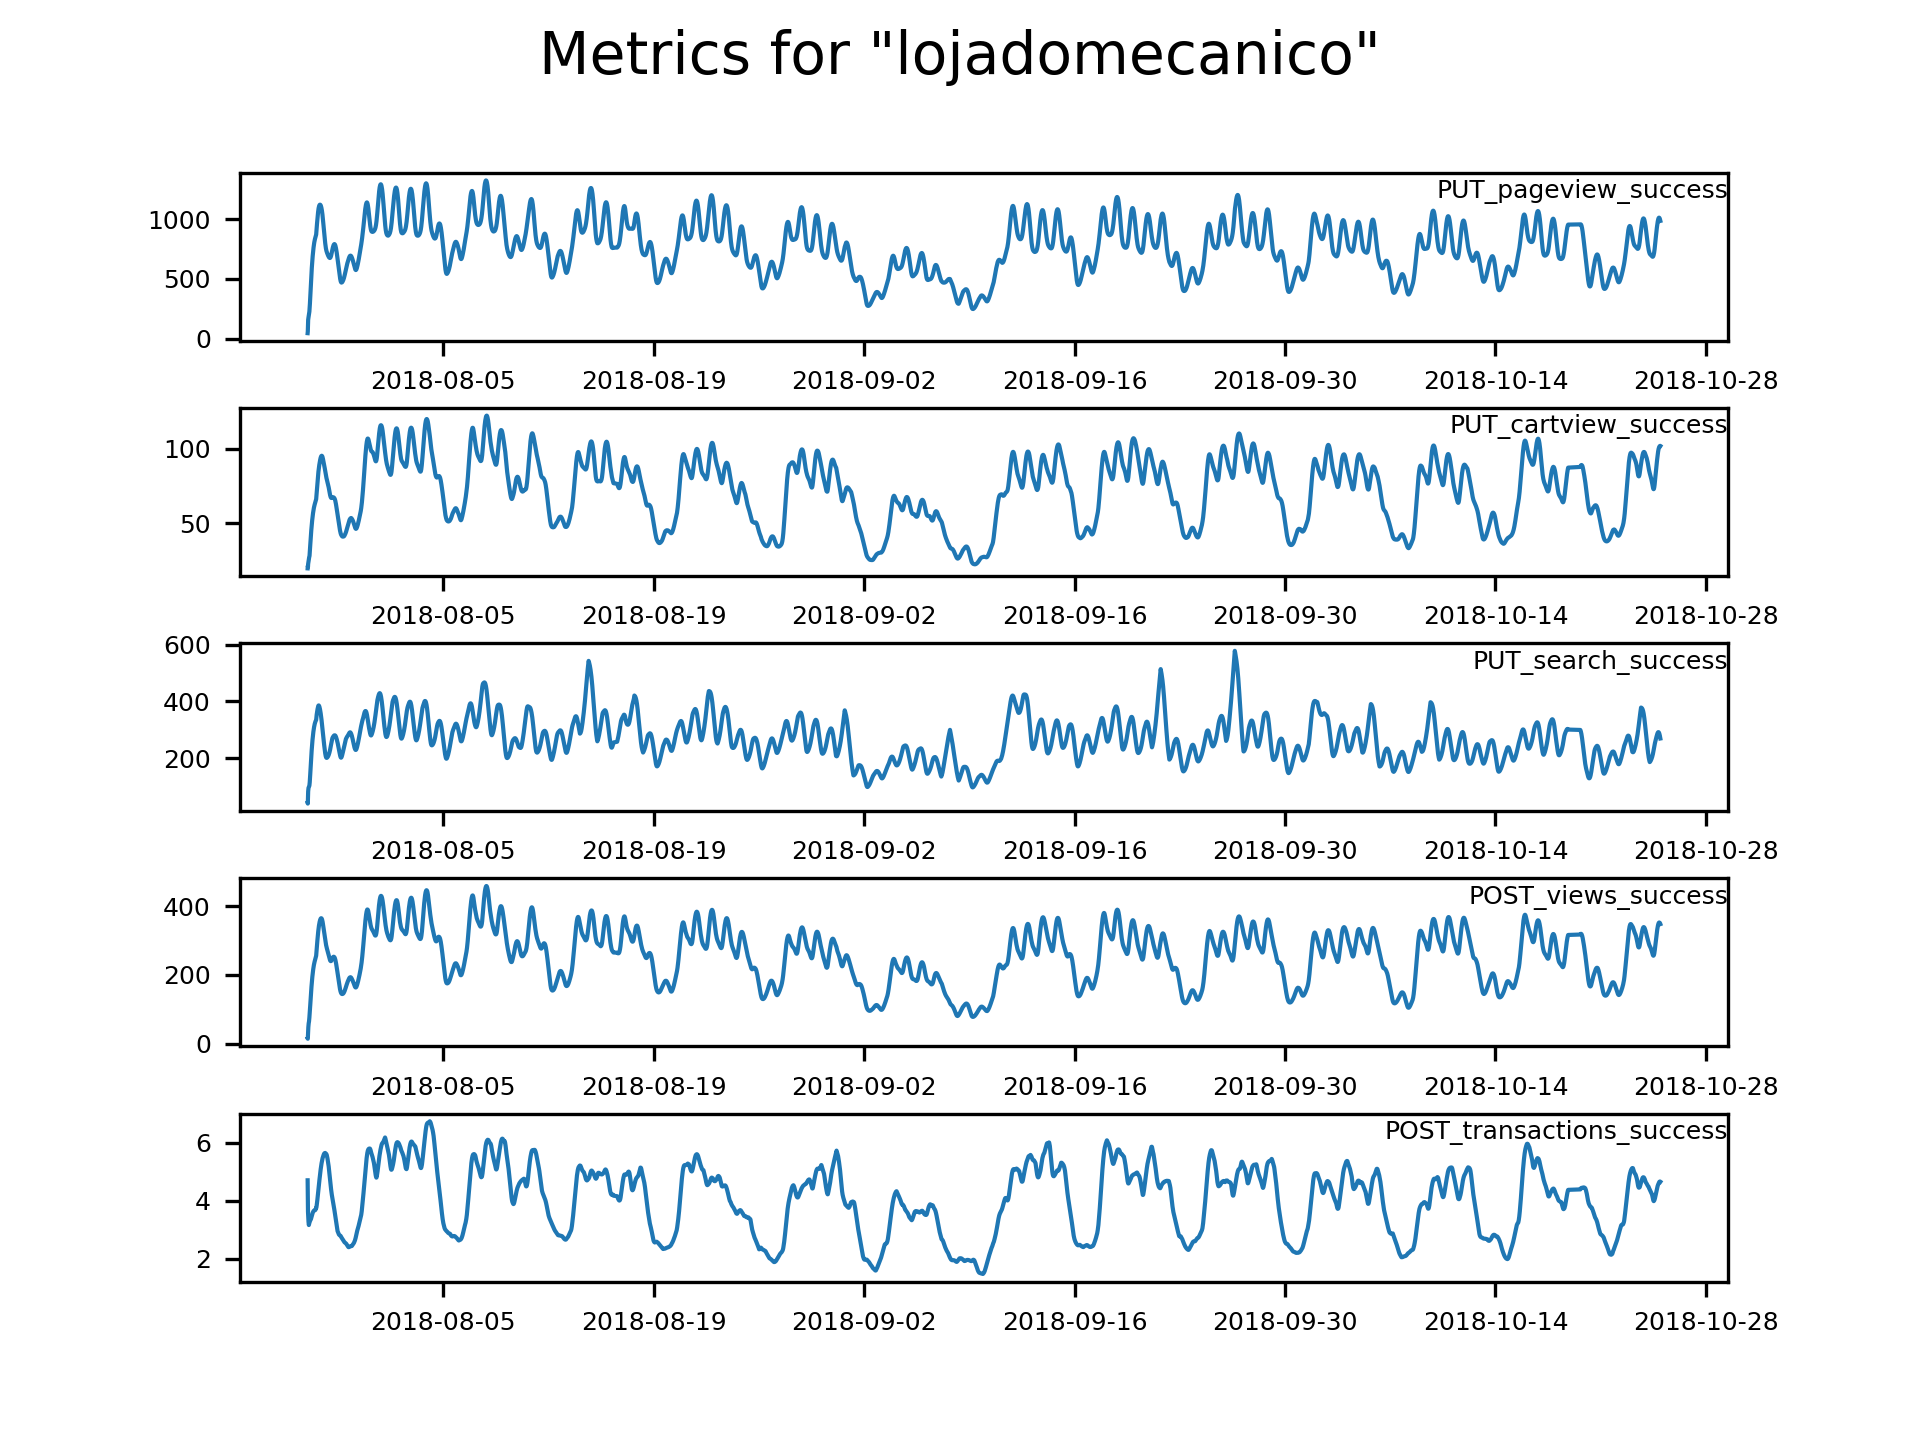 Metrics for "lojadomecanico"
PUT_pageview_success
1000
500
0
2018-08-05 2018-08-19 2018-09-02 2018-09-16 2018-09-30 2018-10-14 2018-10-28
PUT_cartview_success
100
50
2018-08-05 2018-08-19 2018-09-02 2018-09-16 2018-09-30 2018-10-14 2018-10-28
600
PUT_search_success
400
200
2018-08-05 2018-08-19 2018-09-02 2018-09-16 2018-09-30 2018-10-14 2018-10-28
POST_views_success
400
200
0
2018-08-05 2018-08-19 2018-09-02 2018-09-16 2018-09-30 2018-10-14 2018-10-28
POST_transactions_success
6
4
2
2018-08-05 2018-08-19 2018-09-02 2018-09-16 2018-09-30 2018-10-14 2018-10-28